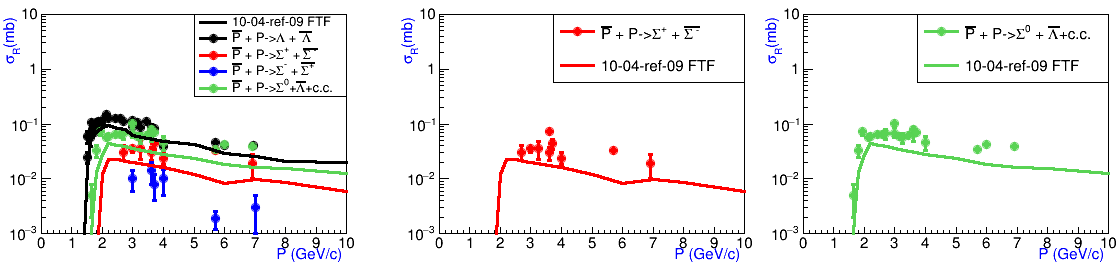 σR(mb)
10
1
10−1
10−2
10−3
0 1 2 3 4 5 6 7 8 9 10
P (GeV/c)
10-04-ref-09 FTF
P̅ + P->Λ + Λ̅
P̅ + P->Σ+ + Σ̅-
P̅ + P->Σ- + Σ̅+
P̅ + P->Σ0+Λ̅+c.c.
σR(mb)
10
1
10−1
10−2
10−3
0 1 2 3 4 5 6 7 8 9 10
P (GeV/c)
P̅ + P->Σ+ + Σ̅-
10-04-ref-09 FTF
σR(mb)
10
1
10−1
10−2
10−3
0 1 2 3 4 5 6 7 8 9 10
P (GeV/c)
P̅ + P->Σ0 + Λ̅+c.c.
10-04-ref-09 FTF